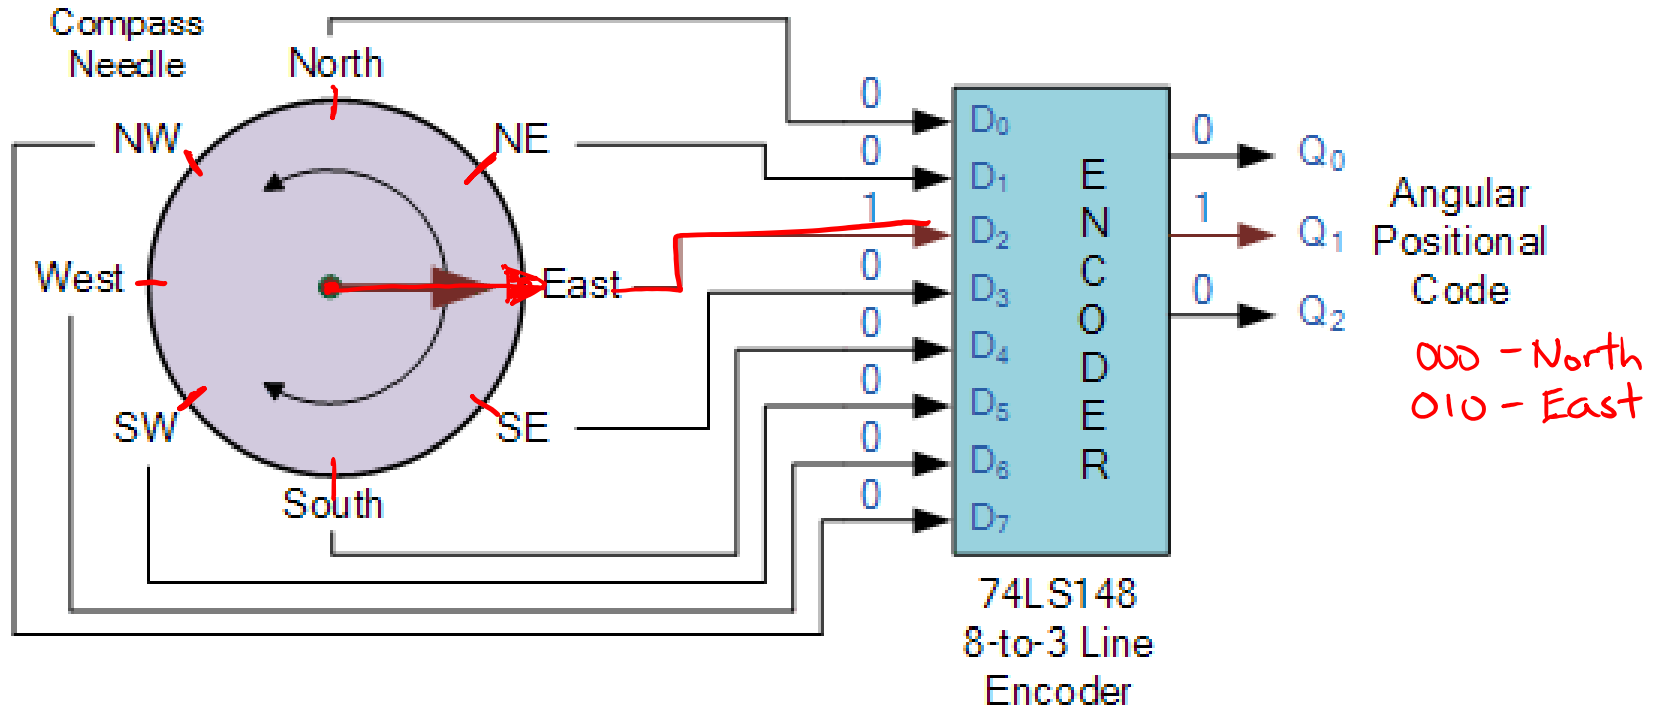 Compass
Needle
North
NW
NE
West
East
SW
SE
South
0
0
1
0
0
0
0
0
D0
D1
D2
D3
D4
D5
D6
D7
E
N
C
O
D
E
R
0
1
0
Q0
Q1
Q2
Angular
Positional
Code
000 - North
010 - East
74LS148
8-to-3 Line
Encoder